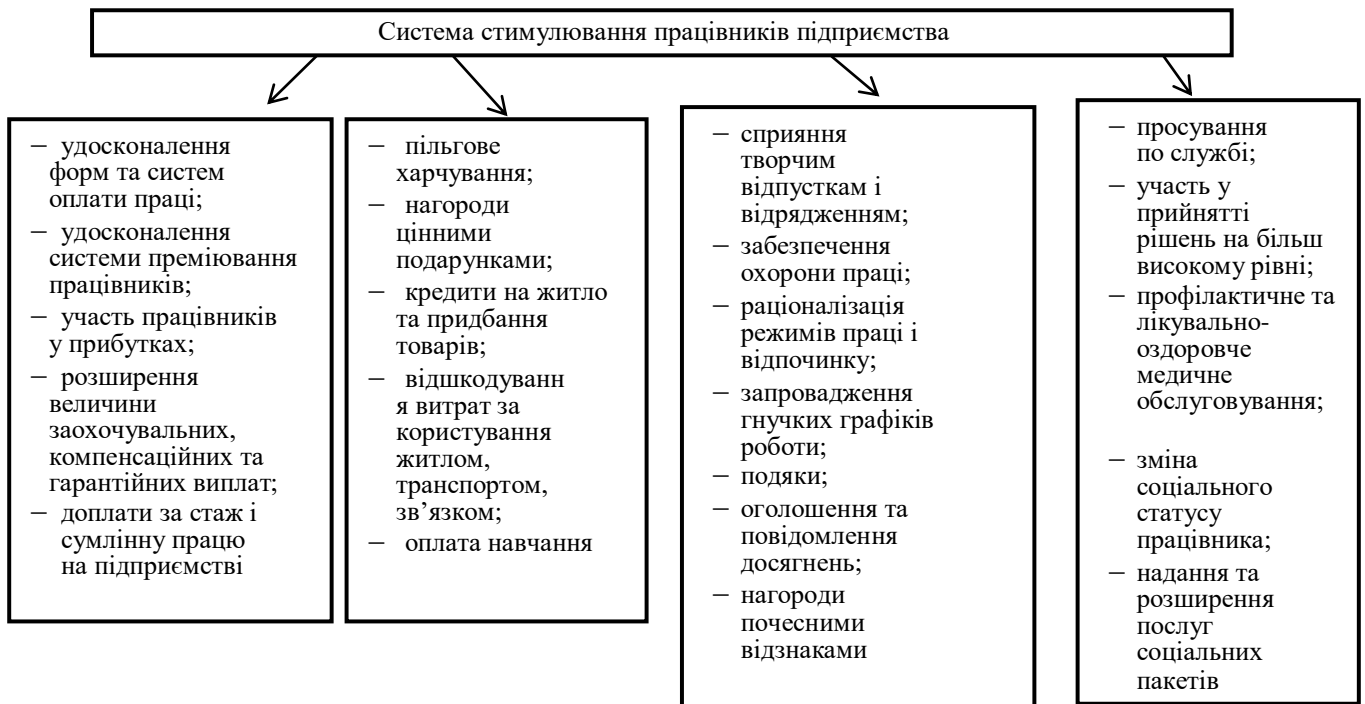 Система стимулювання працівників підприємства
– удосконалення
форм та систем
оплати праці;
– удосконалення
системи преміювання
працівників;
– участь працівників
у прибутках;
– розширення
величини
заохочувальних,
компенсаційних та
гарантійних виплат;
– доплати за стаж і
сумлінну працю
на підприємстві
– пільгове
харчування;
– нагороди
цінними
подарунками;
– кредити на житло
та придбання
товарів;
– відшкодуванн
я витрат за
користування
житлом,
транспортом,
зв’язком;
– оплата навчання
– сприяння
творчим
відпусткам і
відрядженням;
– забезпечення
охорони праці;
– раціоналізація
режимів праці і
відпочинку;
– запровадження
гнучких графіків
роботи;
– подяки;
– оголошення та
повідомлення
досягнень;
– нагороди
почесними
відзнаками
– просування
по службі;
– участь у
прийнятті
рішень на більш
високому рівні;
– профілактичне та
лікувально-
оздоровче
медичне
обслуговування;
– зміна
соціального
статусу
працівника;
– надання та
розширення
послуг
соціальних
пакетів